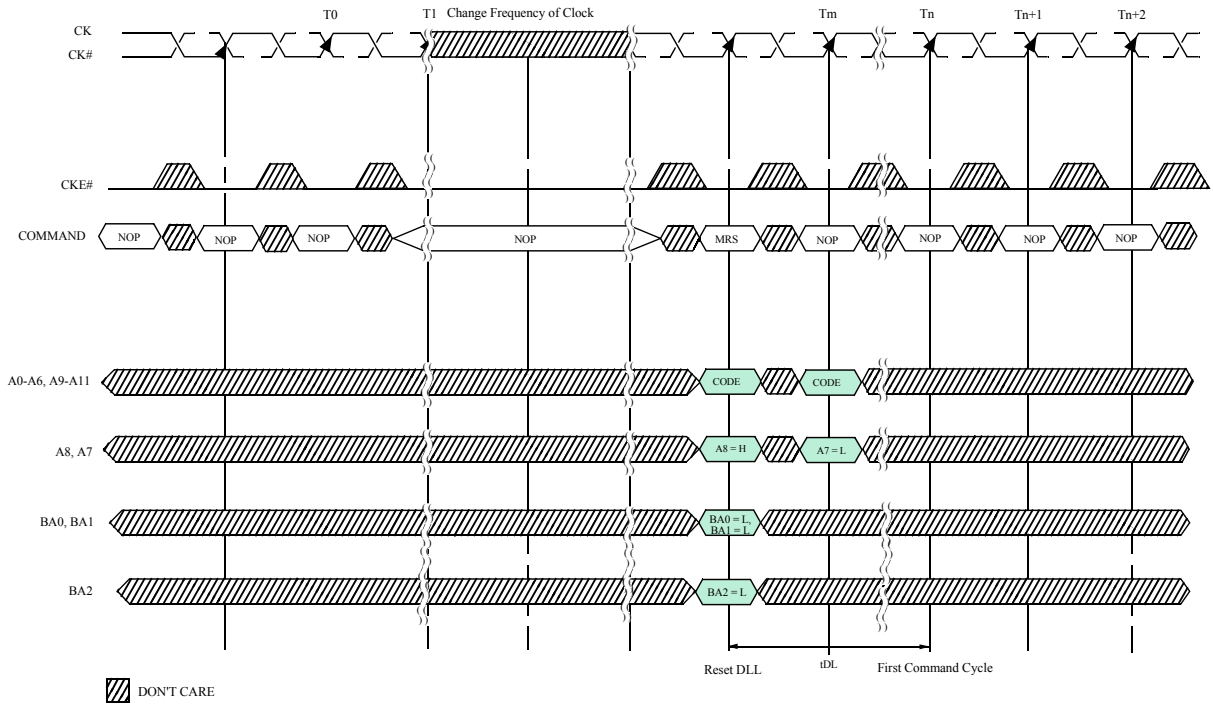 T0 T1 Change Frequency of Clock Tm Tn Tn+1 Tn+2
CK
CK#
CKE#
COMMAND NOP NOP NOP NOP MRS NOP NOP NOP NOP
A0-A6, A9-A11 CODE CODE
A8, A7 A8 = H A7 = L
BA0, BA1 BA0 = L,
BA1 = L
BA2 BA2 = L
Reset DLL tDL First Command Cycle
DON'T CARE